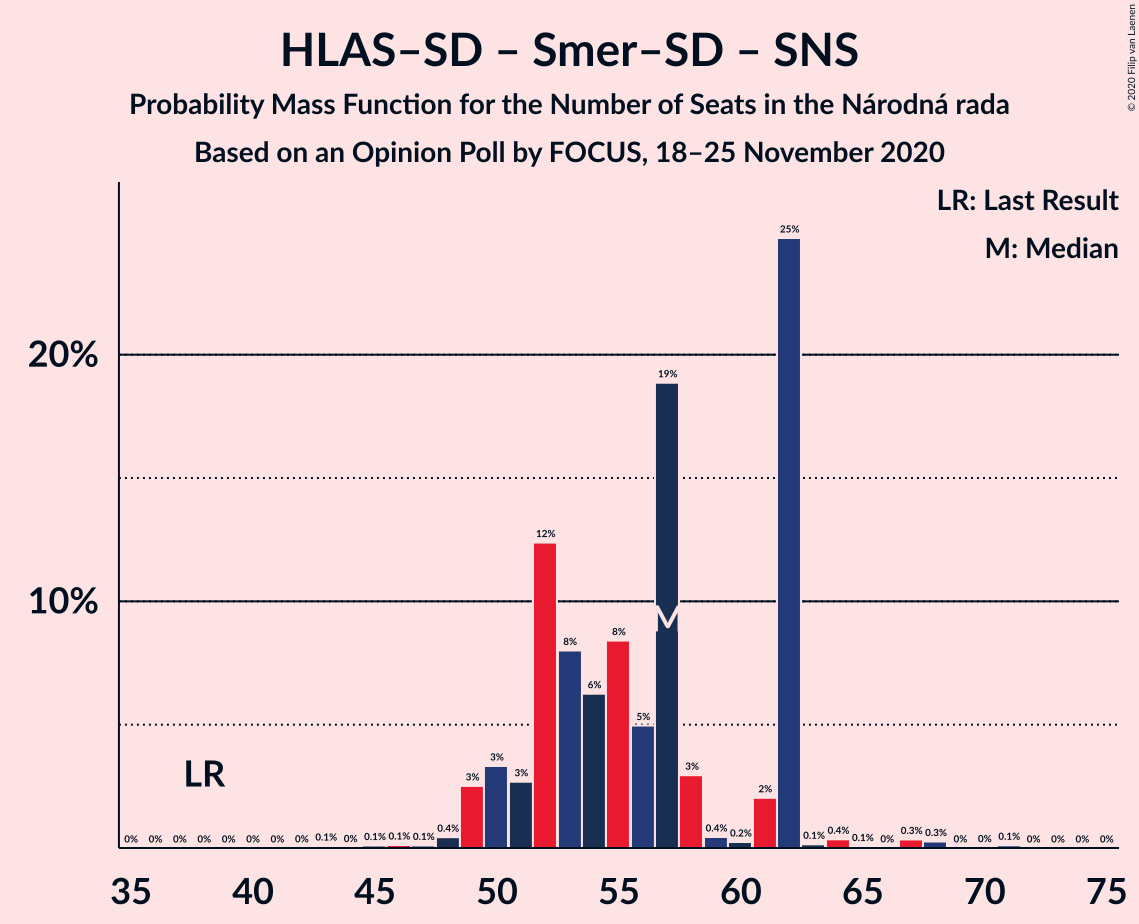 HLAS–SD – Smer–SD – SNS
Probability Mass Function for the Number of Seats in the Národná rada
Based on an Opinion Poll by FOCUS, 18–25 November 2020
© 2020 Filip van Laenen
LR: Last Result
M: Median
25%
20%
19%
12%
10%
8%
8%
6%
5%
M
LR
3%
3%
3%
3%
2%
0% 0% 0% 0% 0% 0% 0% 0% 0.1% 0% 0.1% 0.1% 0.1% 0.4% 0.4% 0.2% 0.1% 0.4% 0.1% 0% 0.3% 0.3% 0% 0% 0.1% 0% 0% 0% 0%
35 40 45 50 55 60 65 70 75